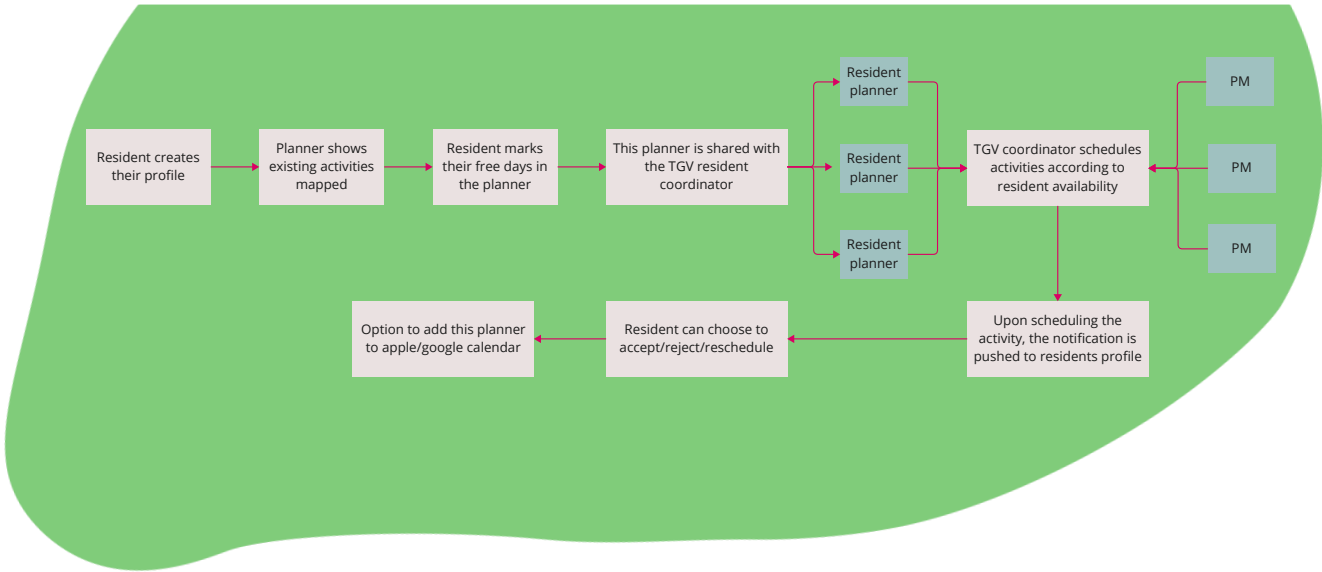 Resident creates
their profile
Planner shows
existing activities
mapped
Resident marks
their free days in
the planner
This planner is shared with
the TGV resident
coordinator
Resident
planner
Resident
planner
Resident
planner
TGV coordinator schedules
activities according to
resident availability
PM
PM
PM
Upon scheduling the
activity, the notification is
pushed to residents profile
Resident can choose to
accept/reject/reschedule
Option to add this planner
to apple/google calendar